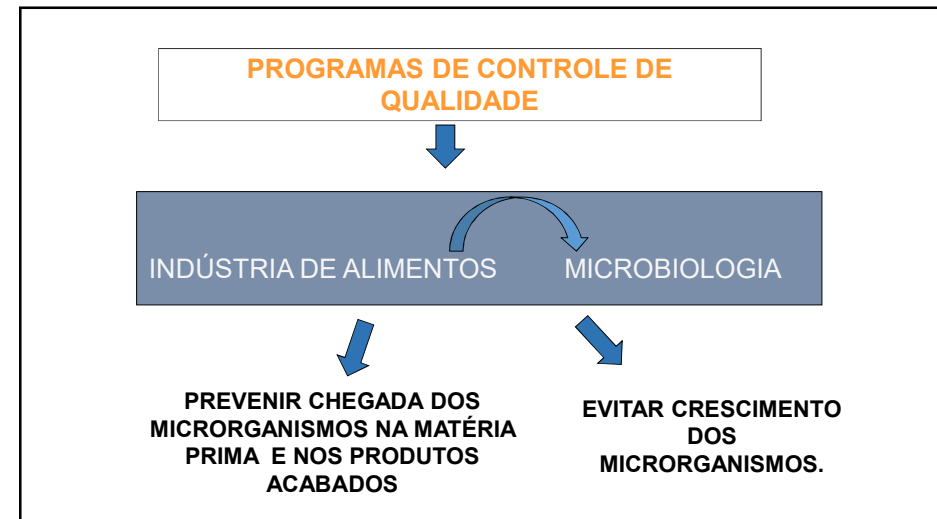 PROGRAMAS DE CONTROLE DE
QUALIDADE
INDÚSTRIA DE ALIMENTOS
MICROBIOLOGIA
PREVENIR CHEGADA DOS
MICRORGANISMOS NA MATÉRIA
PRIMA E NOS PRODUTOS
ACABADOS
EVITAR CRESCIMENTO
DOS
MICRORGANISMOS.